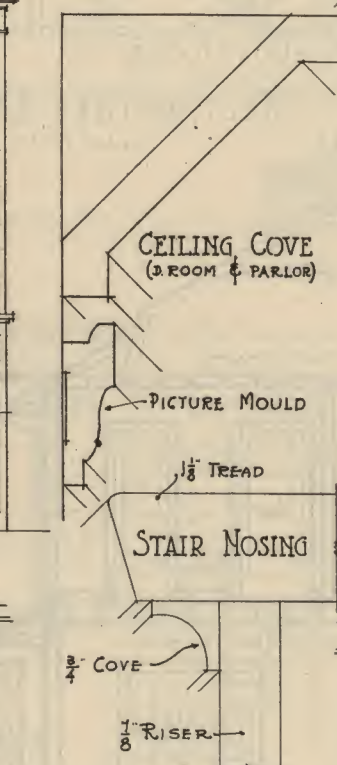 CEILING COVE
(D. ROOM & PARLOR)
PICTURE MOULD
1 1/8" TREAD
STAIR NOSING
3/4" COVE
7/8" RISER